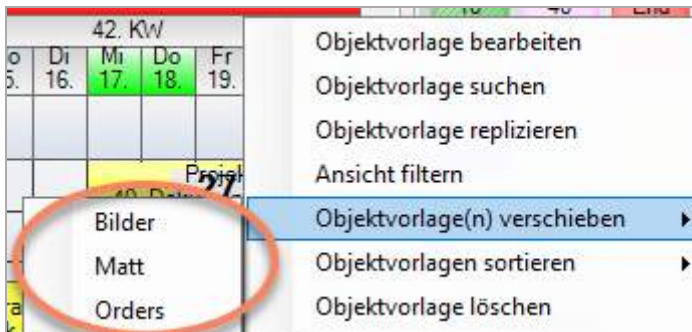 42. KW
Di Mi Do Fr
16. 17. 18. 19.
Objektvorlage bearbeiten
Objektvorlage suchen
Objektvorlage replizieren
Ansicht filtern
Objektvorlage(n) verschieben
Objektvorlagen sortieren
Objektvorlage löschen
27
Bilder
Matt
Orders